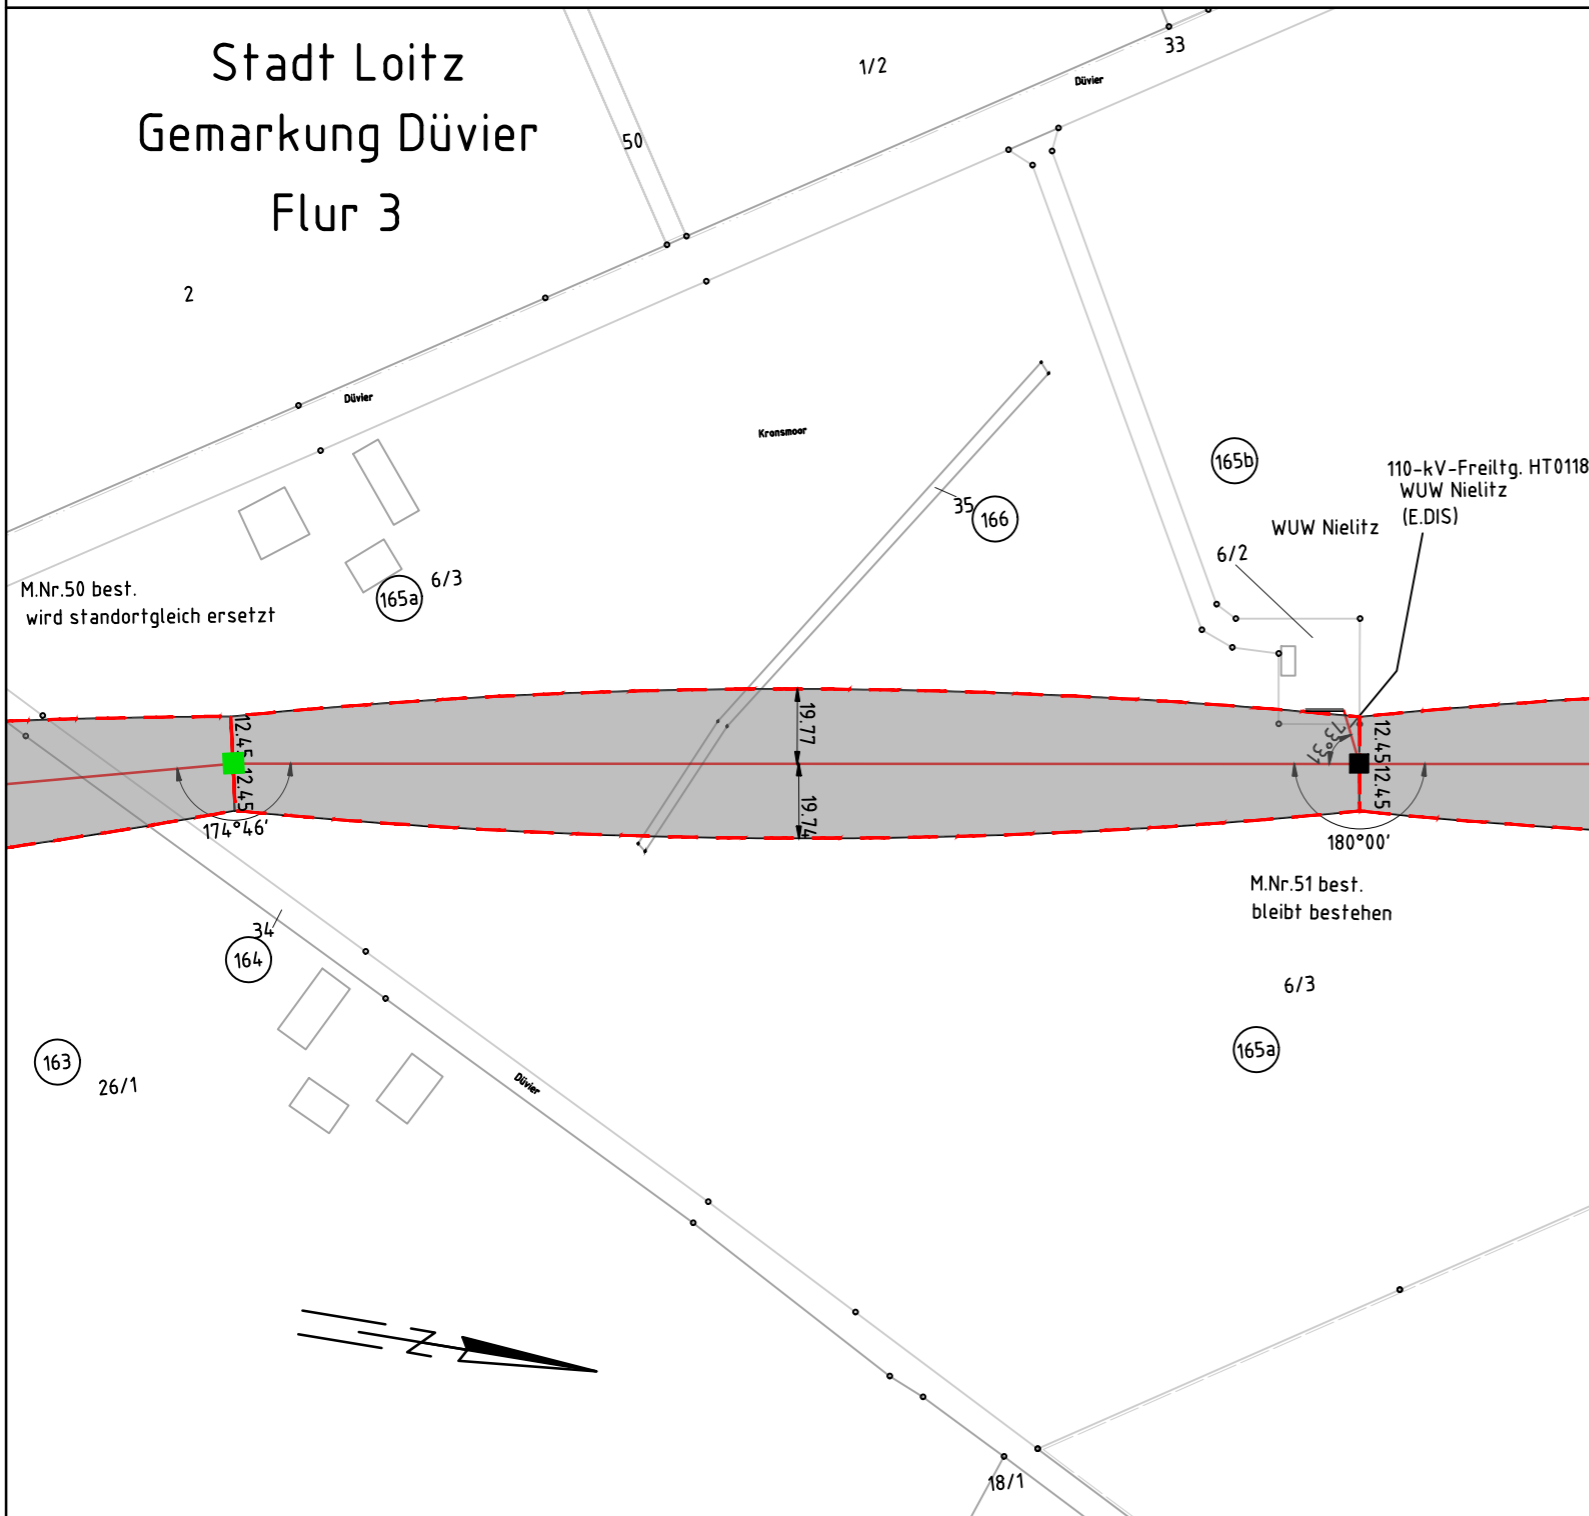 Stadt Loitz
Gemarkung Düvier
Flur 3
1/2
33
Düvier
50
2
Düvier
Kronsmoor
165b
110-kV-Freiltg. HT0118
WUW Nielitz
(E.DIS)
WUW Nielitz
35
166
6/2
6/3
165a
M.Nr.50 best.
wird standortgleich ersetzt
12.45
12.45
174°46'
19.77
19.74
73°31
12.45
12.45
180°00'
M.Nr.51 best.
bleibt bestehen
34
164
6/3
165a
163
26/1
Düvier
N
18/1